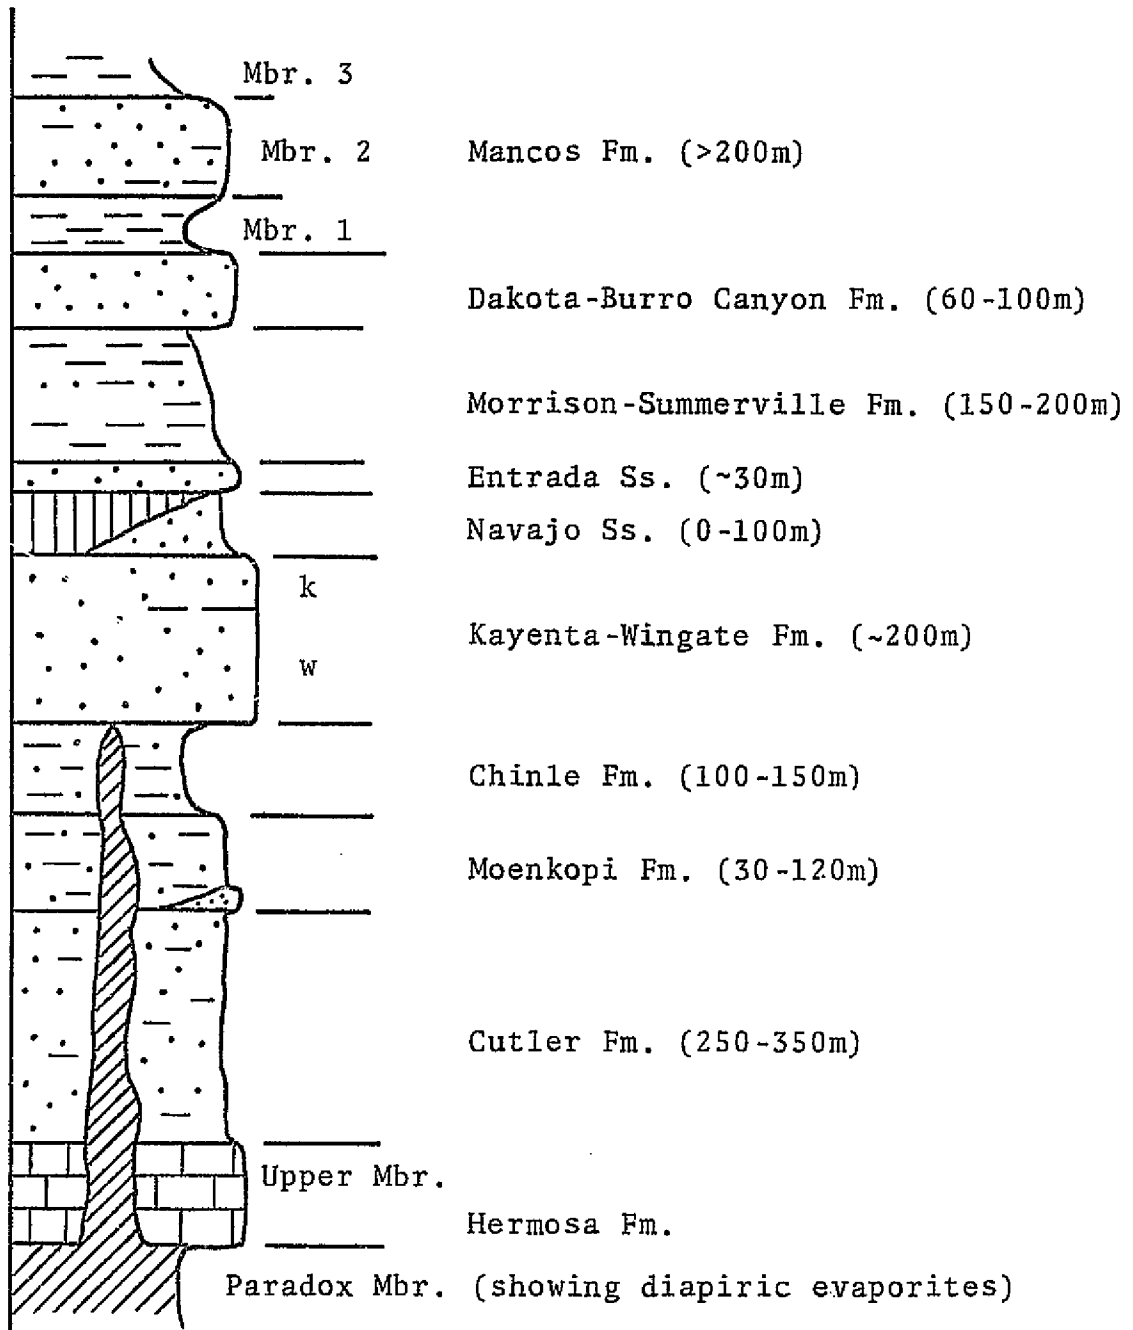 Mbr. 3
Mbr. 2 Mancos Fm. (>200m)
Mbr. 1
Dakota-Burro Canyon Fm. (60-100m)
Morrison-Summerville Fm. (150-200m)
Entrada Ss. (~30m)
Navajo Ss. (0-100m)
k
Kayenta-Wingate Fm. (~200m)
w
Chinle Fm. (100-150m)
Moenkopi Fm. (30-120m)
Cutler Fm. (250-350m)
Upper Mbr.
Hermosa Fm.
Paradox Mbr. (showing diapiric evaporites)